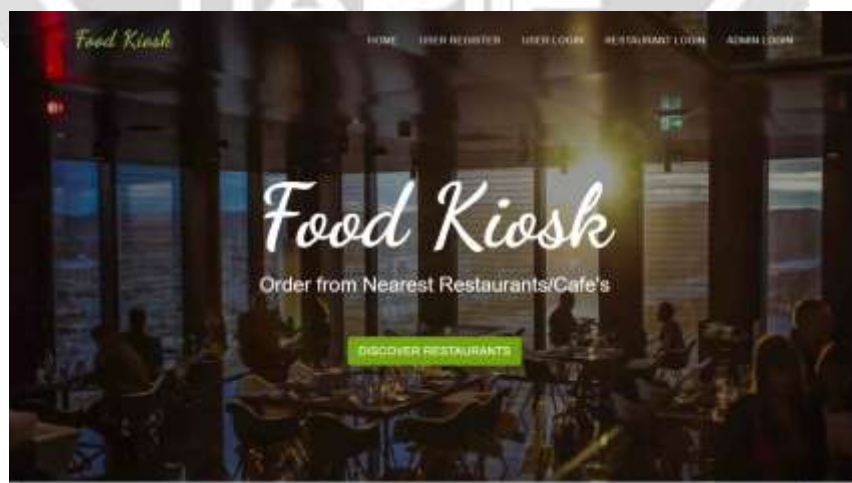 Food Kiosk
HOME USER REGISTER USER LOGIN RESTAURANT LOGIN ADMIN LOGIN
Food Kiosk
Order from Nearest Restaurants/Cafe's
DISCOVER RESTAURANTS